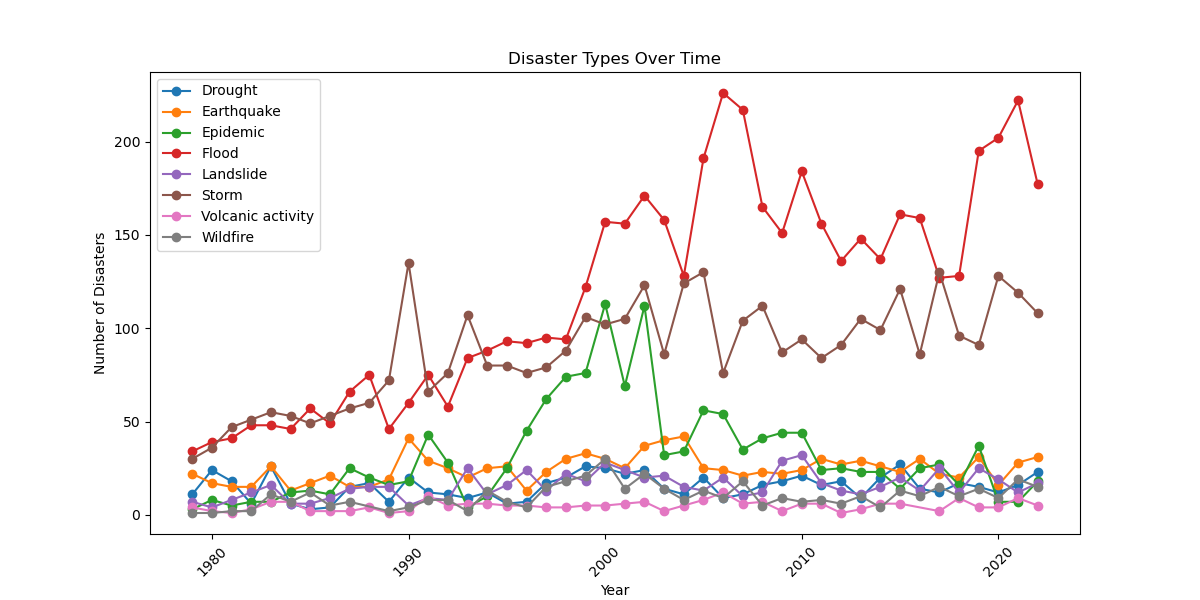 Disaster Types Over Time
Drought
Earthquake
Epidemic
Flood
Landslide
Storm
Volcanic activity
Wildfire
Number of Disasters
200
150
100
50
0
1980
1990
2000
2010
2020
Year